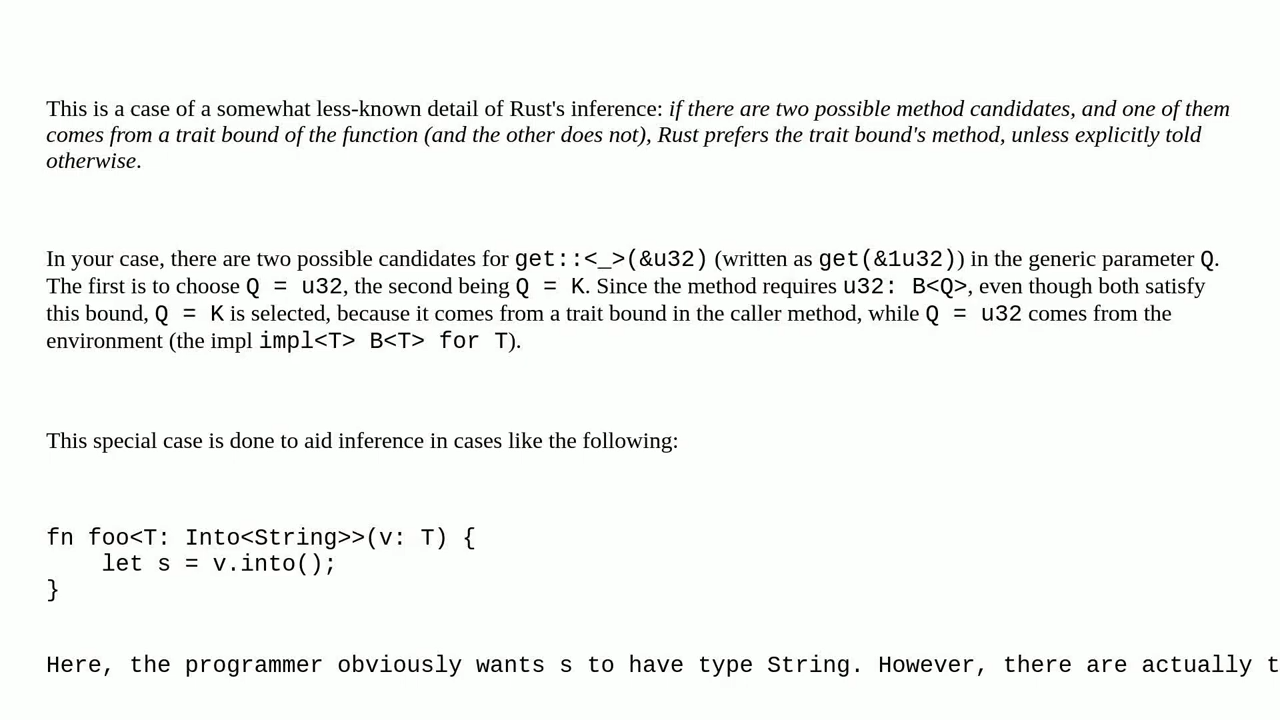 This is a case of a somewhat less-known detail of Rust's inference: if there are two possible method candidates, and one of them
comes from a trait bound of the function (and the other does not), Rust prefers the trait bound's method, unless explicitly told
otherwise.
In your case, there are two possible candidates for get::<_>(&u32) (written as get(&1u32)) in the generic parameter Q.
The first is to choose Q = u32, the second being Q = K. Since the method requires u32: B<Q>, even though both satisfy
this bound, Q = K is selected, because it comes from a trait bound in the caller method, while Q = u32 comes from the
environment (the impl impl<T> B<T> for T).
This special case is done to aid inference in cases like the following:
fn foo<T: Into<String>>(v: T) {
    let s = v.into();
}
Here, the programmer obviously wants s to have type String. However, there are actually t